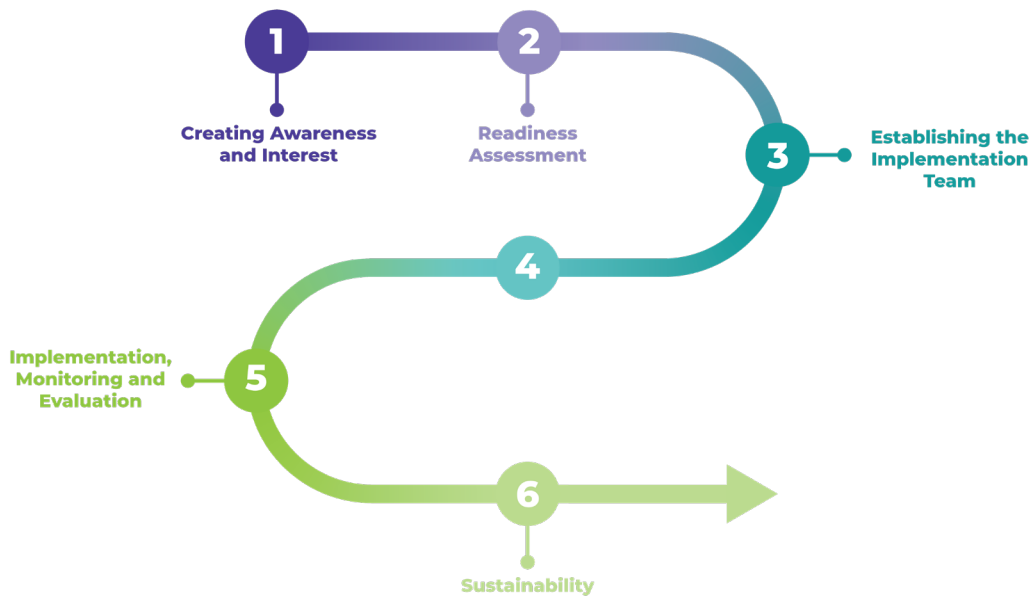 1
2
Creating Awareness
and Interest
Readiness
Assessment
3
Establishing the
Implementation
Team
4
Implementation,
Monitoring and
Evaluation
5
6
Sustainability